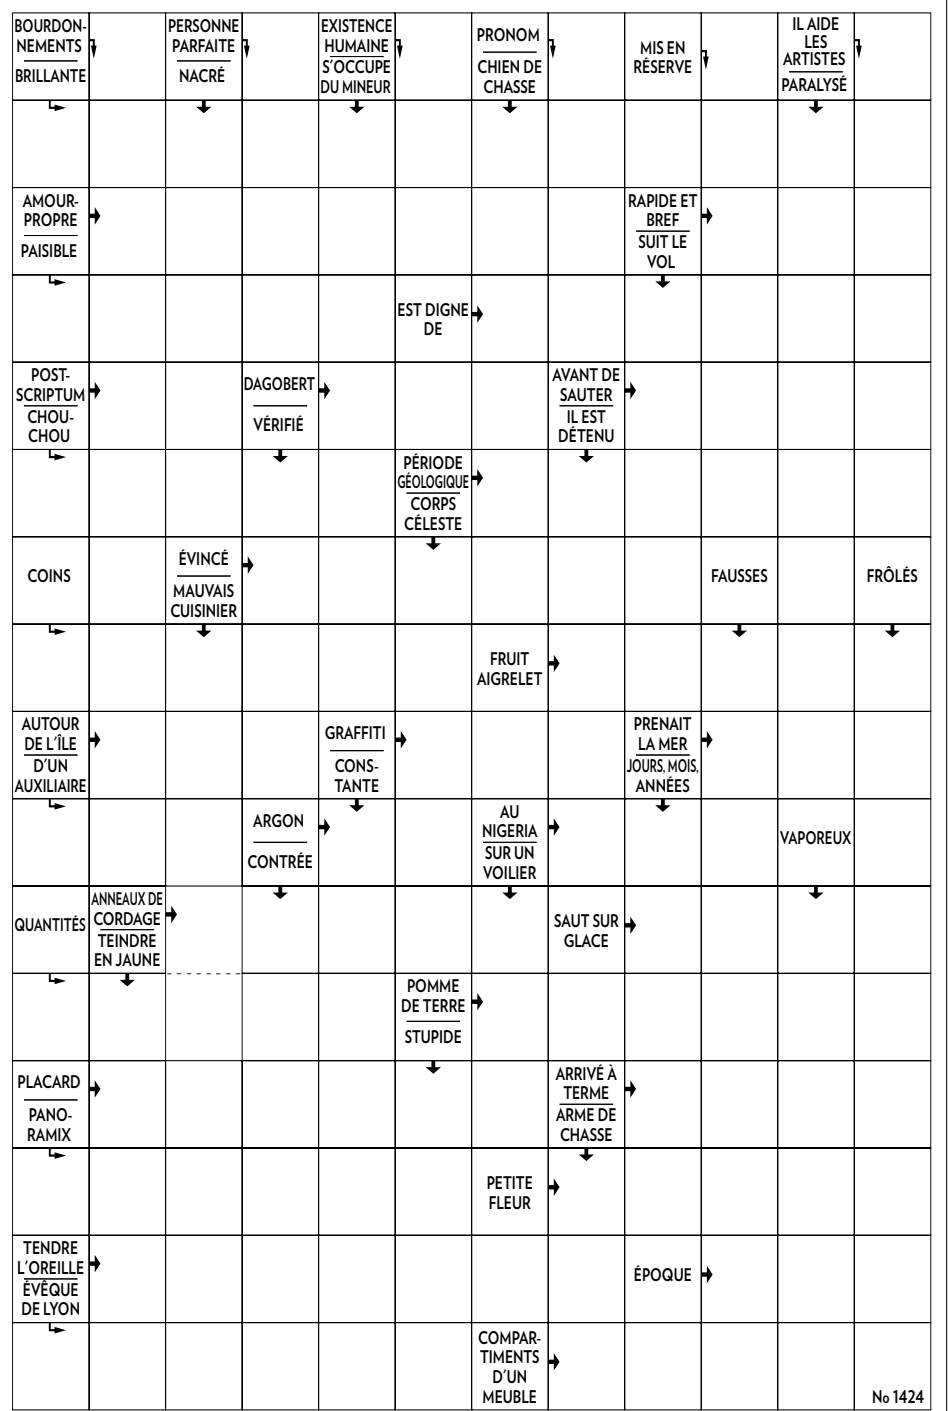 BOURDON-
NEMENTS
BRILLANTE
PERSONNE
PARFAITE
NACRÉ
EXISTENCE
HUMAINE
S'OCCUPE
DU MINEUR
PRONOM
CHIEN DE
CHASSE
MIS EN
RÉSERVE
IL AIDE
LES
ARTISTES
PARALYSÉ
AMOUR-
PROPRE
PAISIBLE
RAPIDE ET
BREF
SUIT LE
VOL
EST DIGNE
DE
POST-
SCRIPTUM
CHOU-
CHOU
DAGOBERT
VÉRIFIÉ
AVANT DE
SAUTER
IL EST
DÉTENU
PÉRIODE
GÉOLOGIQUE
CORPS
CÉLESTE
COINS
ÉVINCÉ
MAUVAIS
CUISINIER
FAUSSES
FRÔLÉS
FRUIT
AIGRELET
AUTOUR
DE L'ÎLE
D'UN
AUXILIAIRE
GRAFFITI
CONS-
TANTE
PRENAIT
LA MER
JOURS, MOIS,
ANNÉES
ARGON
CONTRÉE
AU
NIGERIA
SUR UN
VOILIER
VAPOREUX
QUANTITÉS
ANNEAUX DE
CORDAGE
TEINDRE
EN JAUNE
SAUT SUR
GLACE
POMME
DE TERRE
STUPIDE
PLACARD
PANO-
RAMIX
ARRIVÉ À
TERME
ARME DE
CHASSE
PETITE
FLEUR
TENDRE
L'OREILLE
ÉVÊQUE
DE LYON
ÉPOQUE
COMPAR-
TIMENTS
D'UN
MEUBLE
No 1424